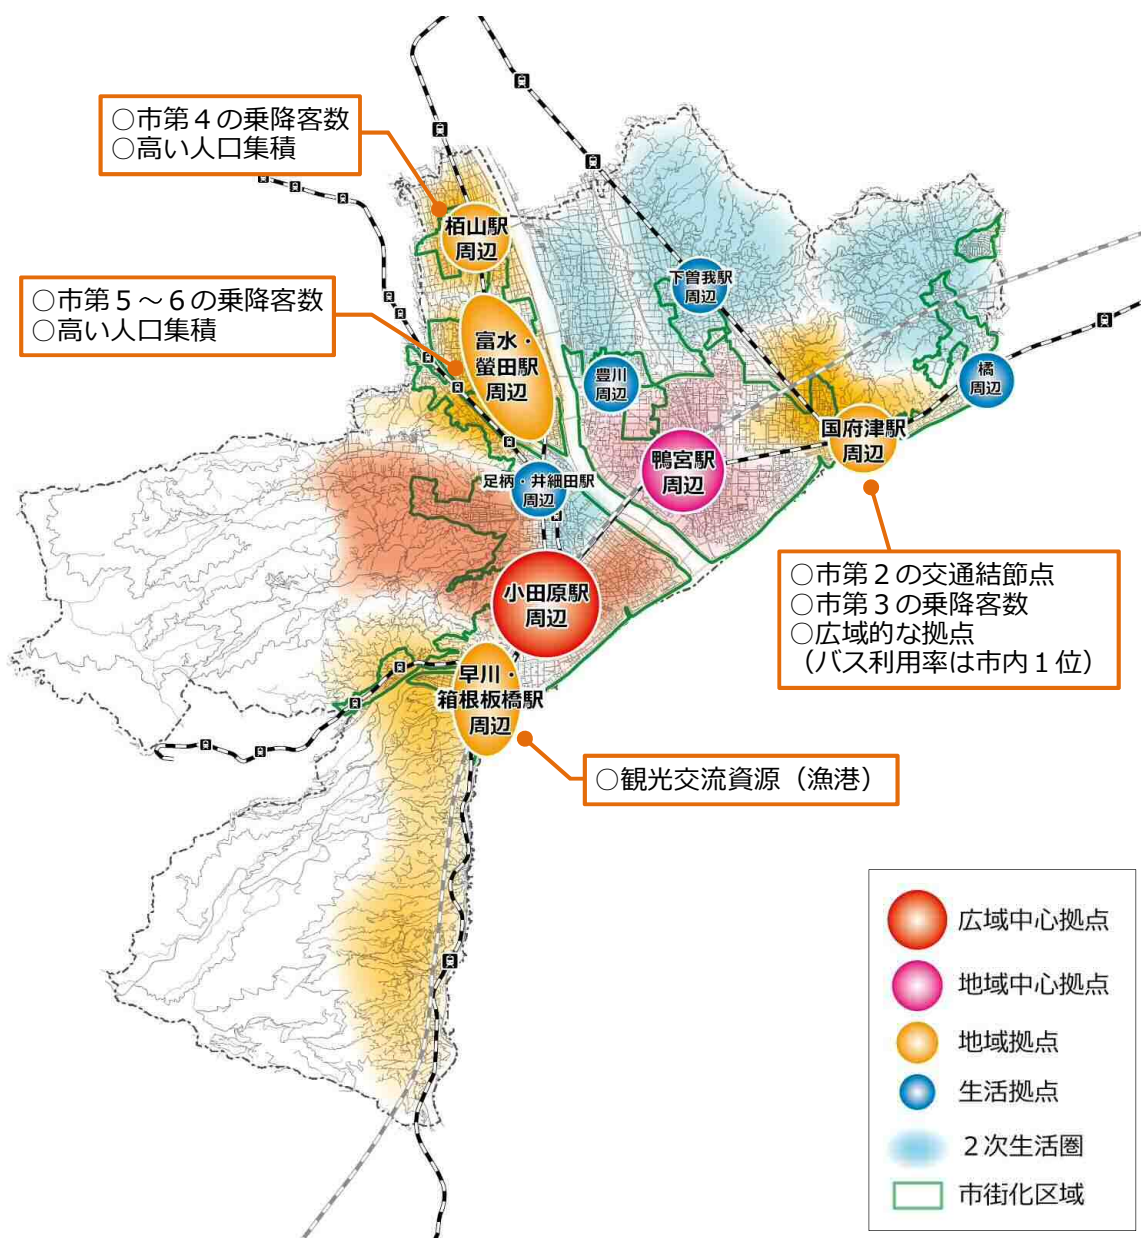 ○市第４の乗降客数
○高い人口集積
栢山駅
周辺
○市第５～６の乗降客数
○高い人口集積
富水・
螢田駅
周辺
下曽我駅
周辺
豊川
周辺
橘
周辺
国府津駅
周辺
鴨宮駅
周辺
足柄・井細田駅
周辺
○市第２の交通結節点
○市第３の乗降客数
○広域的な拠点
（バス利用率は市内１位）
小田原駅
周辺
早川・
箱根板橋駅
周辺
○観光交流資源（漁港）
広域中心拠点
地域中心拠点
地域拠点
生活拠点
２次生活圏
市街化区域